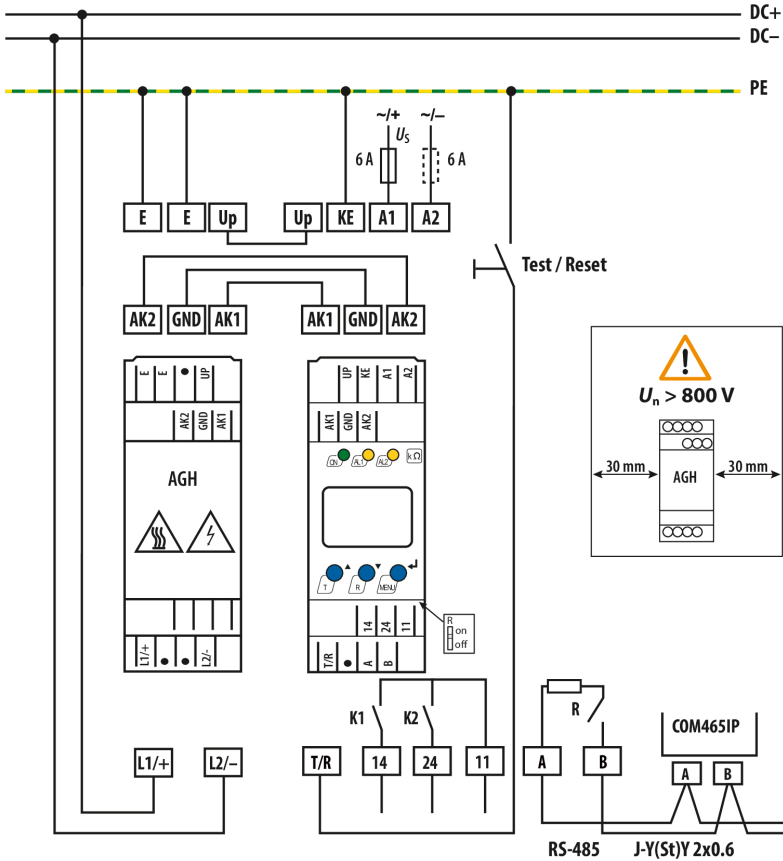 DC+
DC–
PE
~/+ ~/–
U_S
6 A 6 A
E E Up Up KE A1 A2
Test / Reset
AK2 GND AK1 AK1 GND AK2
E E UP UP KE A1 A2
AK2 GND AK1 AK1 GND AK2
U_n > 800 V
ON AL1 AL2 kΩ
AGH
30 mm AGH 30 mm
T R MENU
R
on
off
14 24 11
L1/+ L2/- T/R A B
K1 K2 R COM465IP
L1/+ L2/– T/R 14 24 11 A B
A B
RS-485 J-Y(St)Y 2x0.6